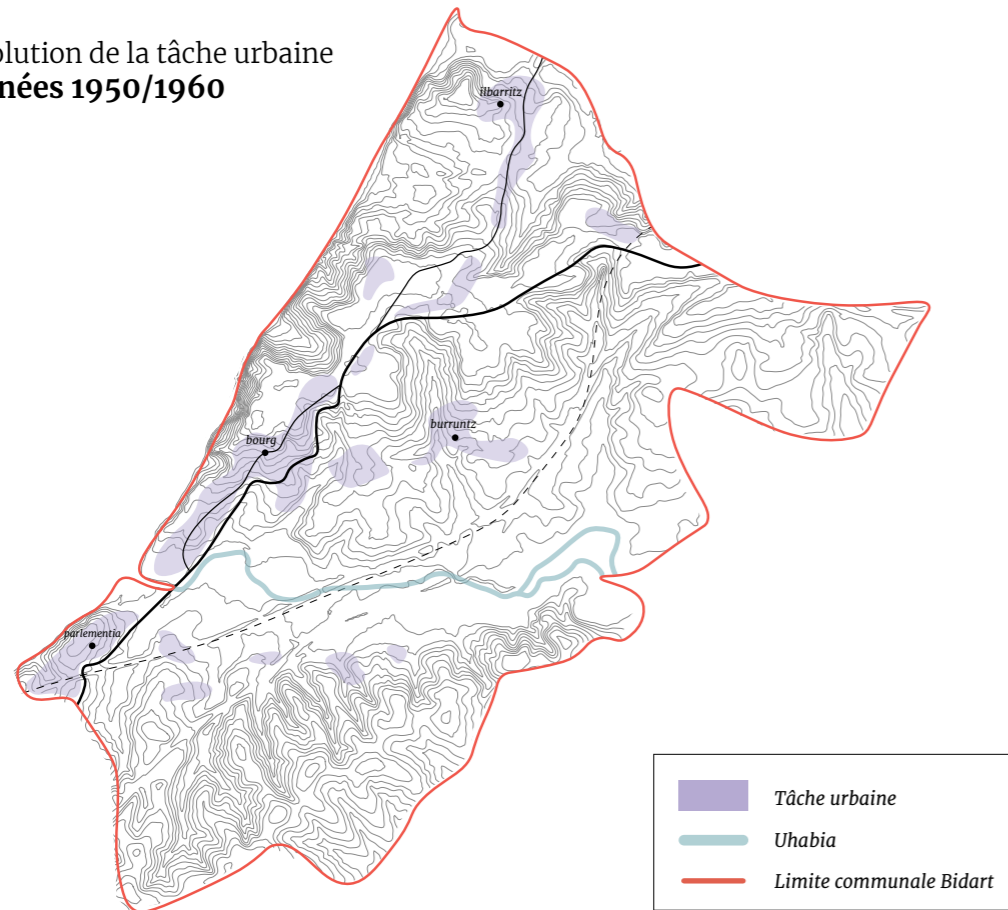 olution de la tâche urbaine
nées 1950/1960
ilbarritz
burruntz
bourg
parlementia
Tâche urbaine
Uhabia
Limite communale Bidart